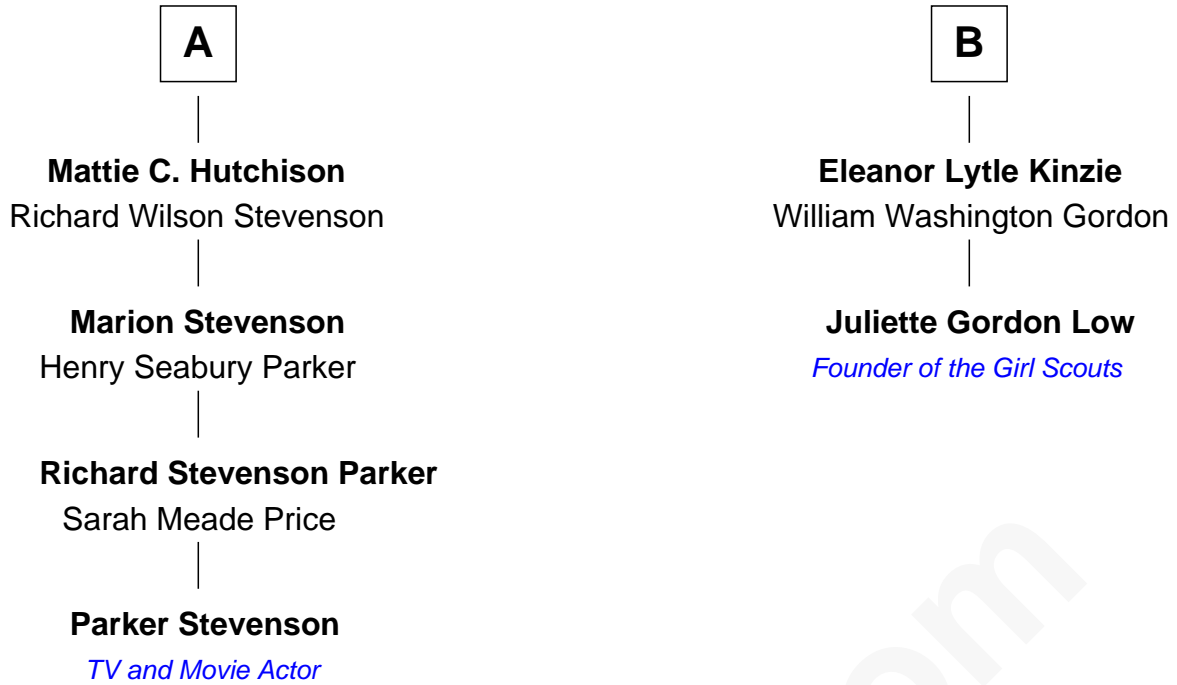 A
Mattie C. Hutchison
Richard Wilson Stevenson
Marion Stevenson
Henry Seabury Parker
Richard Stevenson Parker
Sarah Meade Price
Parker Stevenson
TV and Movie Actor
B
Eleanor Lytle Kinzie
William Washington Gordon
Juliette Gordon Low
Founder of the Girl Scouts
om